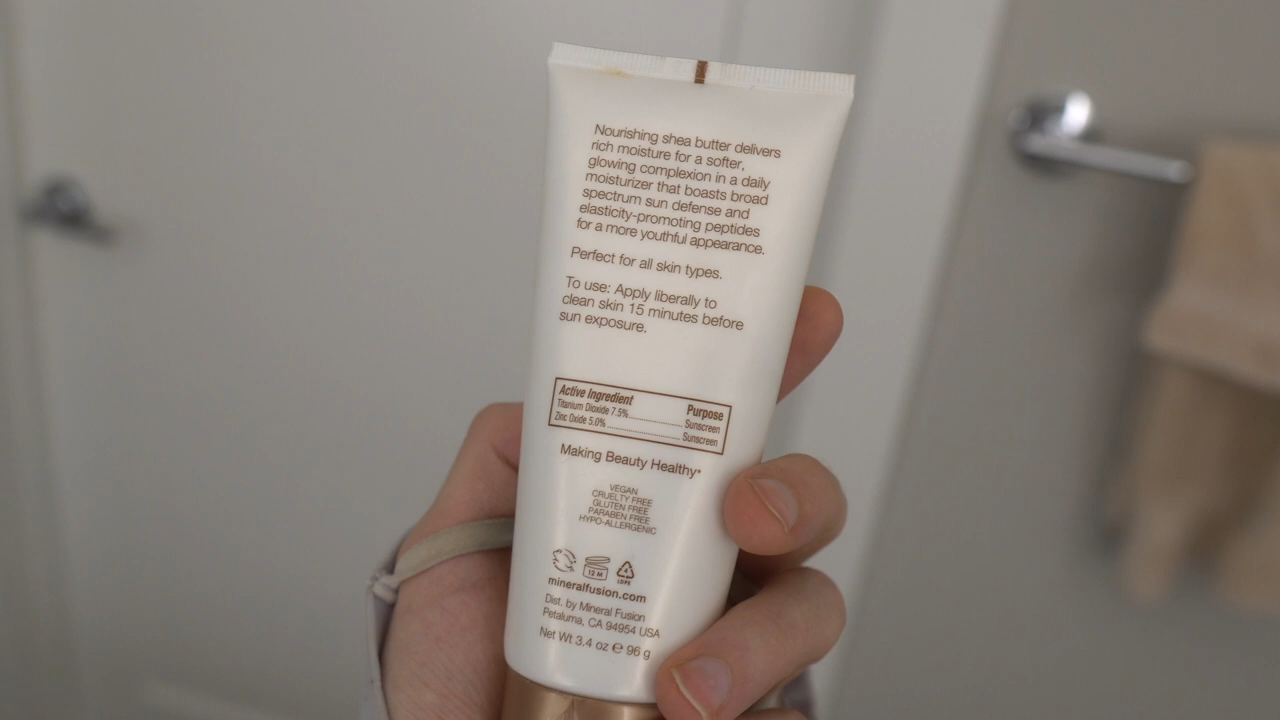 Nourishing shea butter delivers
rich moisture for a softer,
glowing complexion in a daily
moisturizer that boasts broad
spectrum sun defense and
elasticity-promoting peptides
for a more youthful appearance.
Perfect for all skin types.
To use: Apply liberally to
clean skin 15 minutes before
sun exposure.
Active Ingredient Purpose
Titanium Dioxide 7.5% Sunscreen
Zinc Oxide 5.0% Sunscreen
Making Beauty Healthy*
VEGAN
CRUELTY FREE
GLUTEN FREE
PARABEN FREE
HYPO-ALLERGENIC
12 M
4
LDPE
mineralfusion.com
Dist. by Mineral Fusion
Petaluma, CA 94954 USA
Net Wt 3.4 oz ℮ 96 g